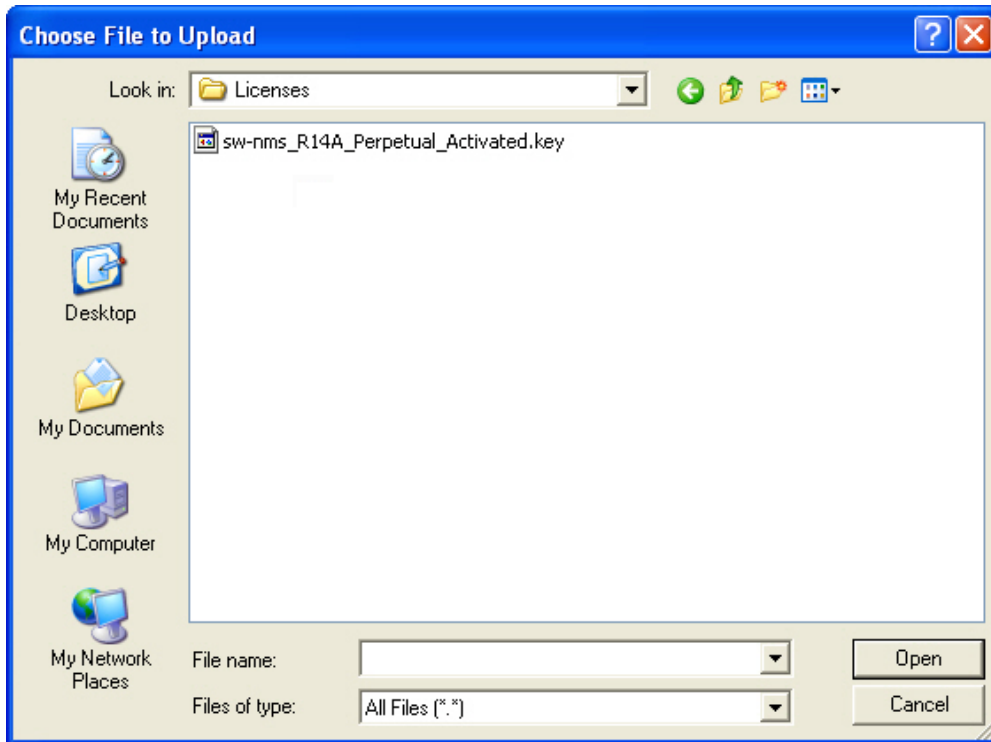 Choose File to Upload
Look in:
Licenses
My Recent
Documents
Desktop
My Documents
My Computer
My Network
Places
sw-nms_R14A_Perpetual_Activated.key
File name:
Open
Files of type:
All Files (*.*)
Cancel